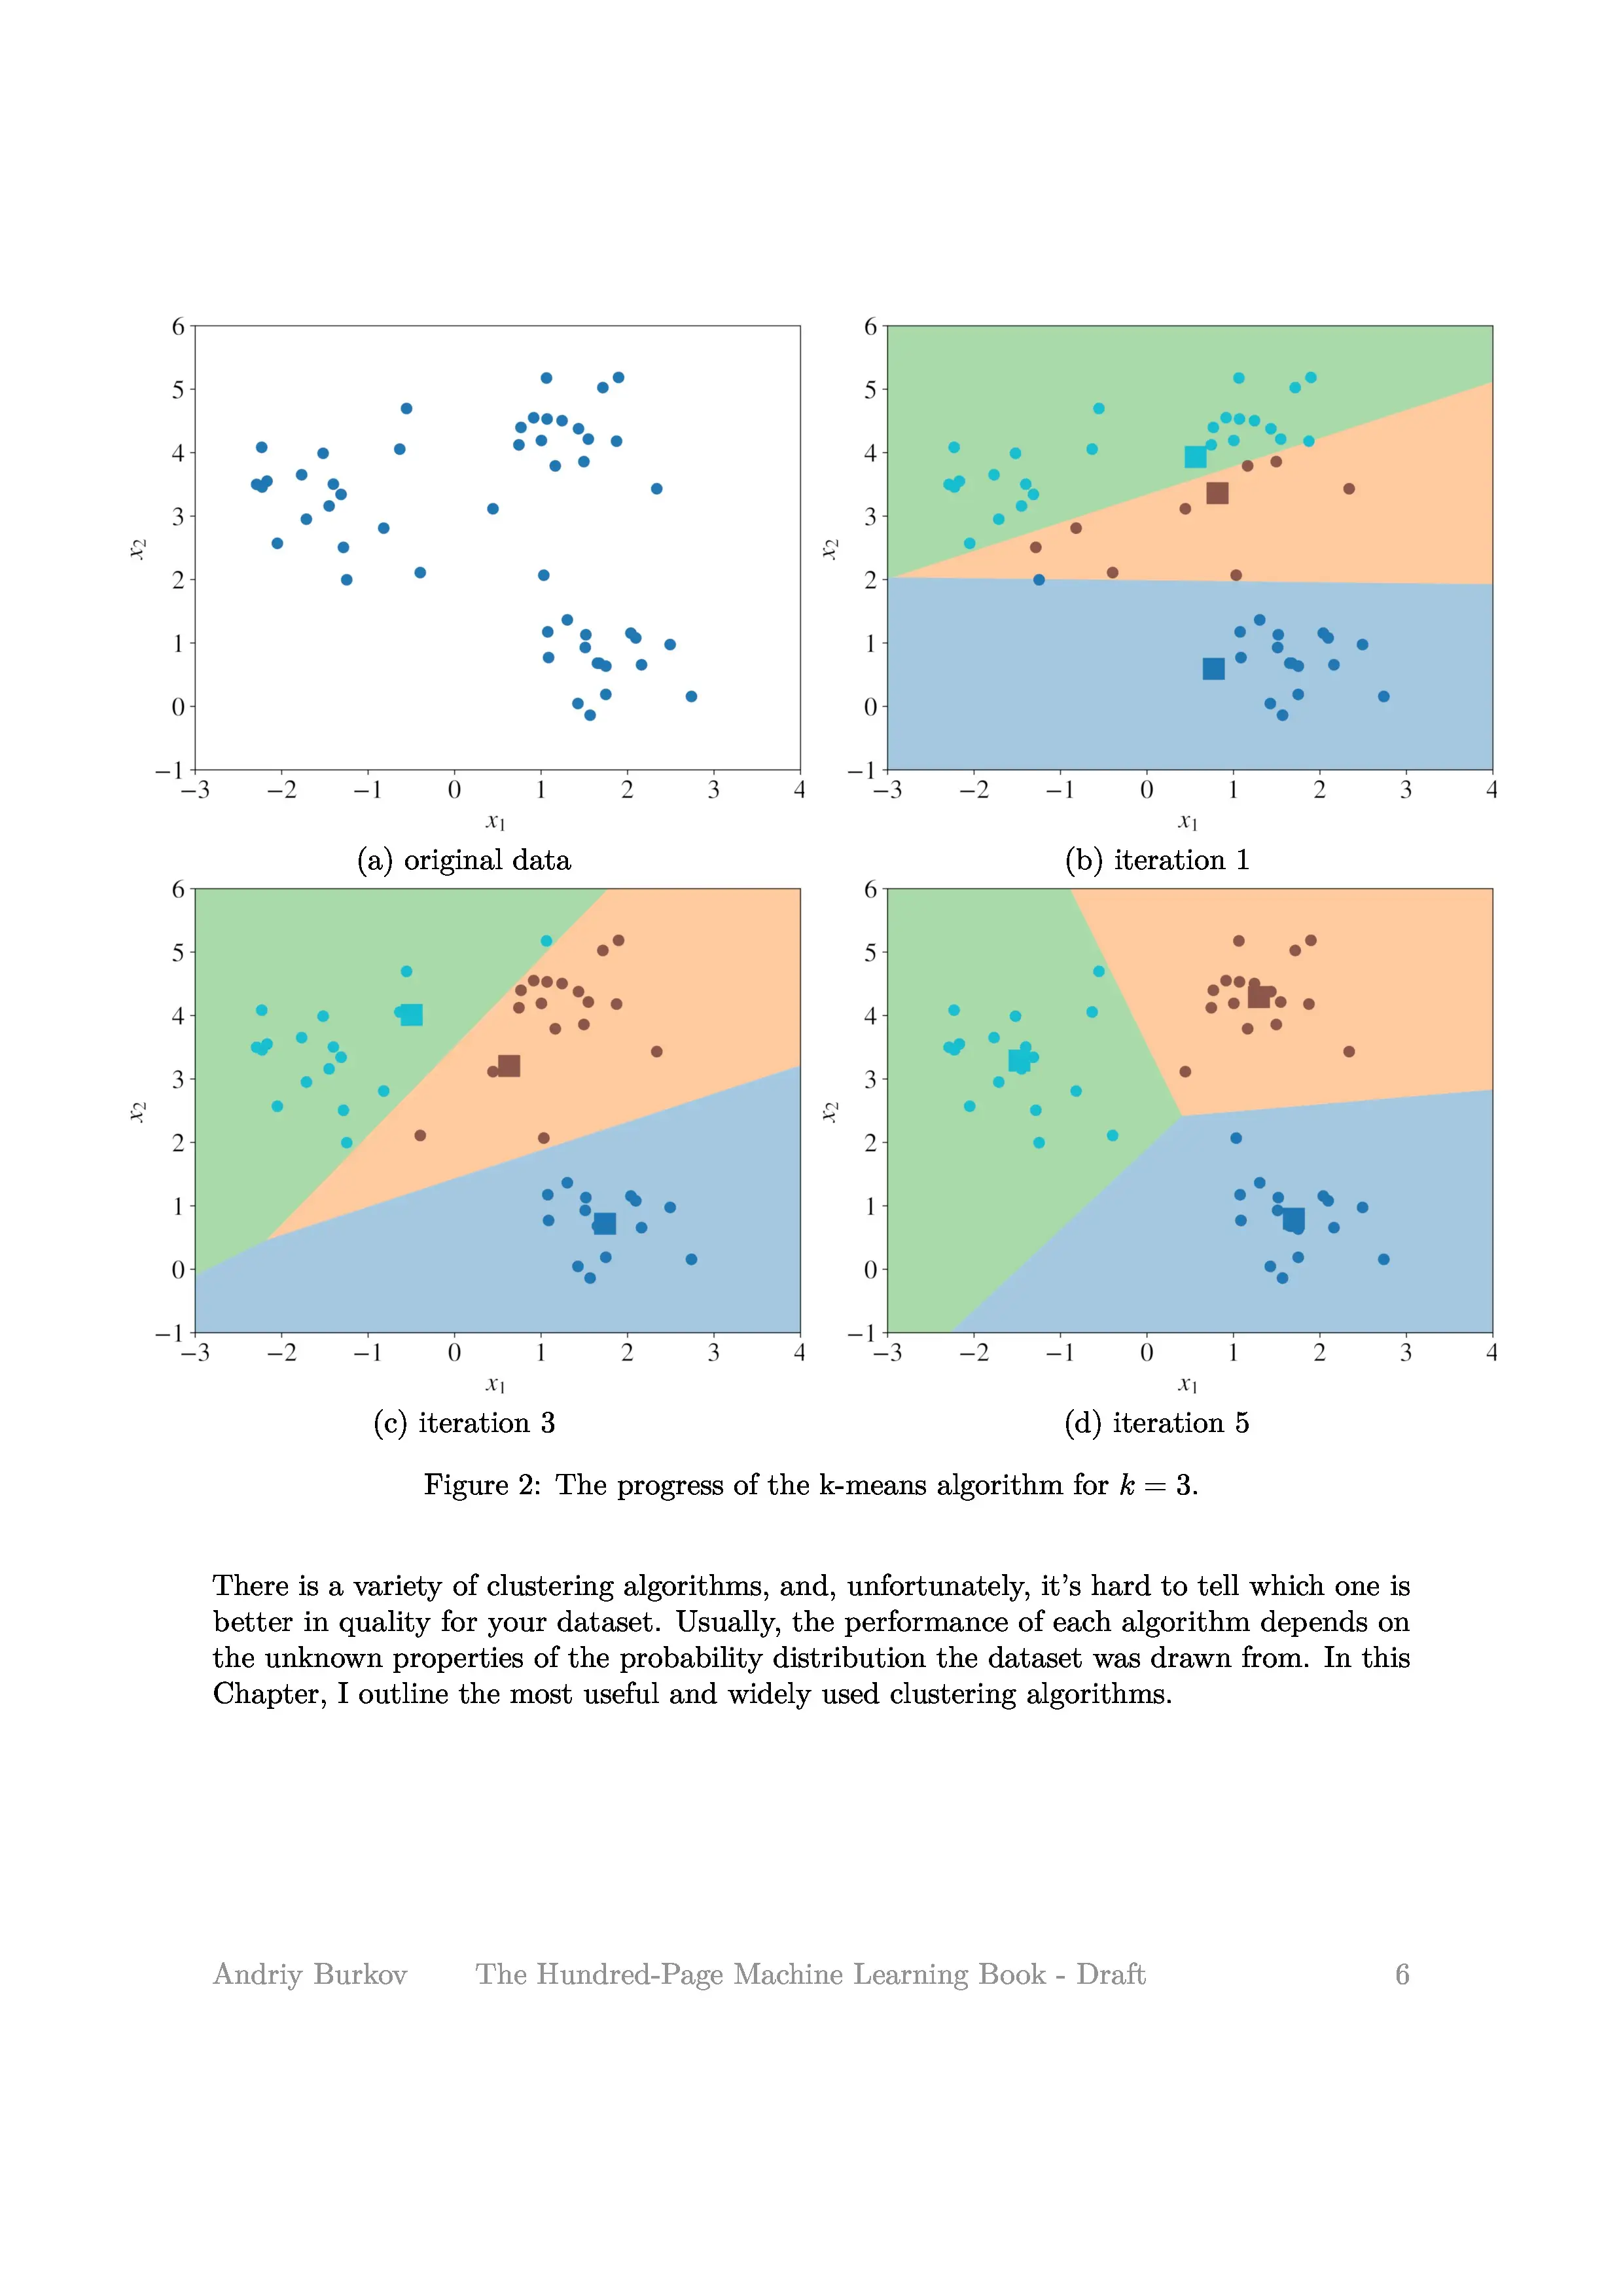 6
5
4
3
2
1
0
−1
−3 −2 −1 0 1 2 3 4
x2
x1
(a) original data
6
5
4
3
2
1
0
−1
−3 −2 −1 0 1 2 3 4
x2
x1
(b) iteration 1
6
5
4
3
2
1
0
−1
−3 −2 −1 0 1 2 3 4
x2
x1
(c) iteration 3
6
5
4
3
2
1
0
−1
−3 −2 −1 0 1 2 3 4
x2
x1
(d) iteration 5
Figure 2: The progress of the k-means algorithm for k = 3.
There is a variety of clustering algorithms, and, unfortunately, it's hard to tell which one is
better in quality for your dataset. Usually, the performance of each algorithm depends on
the unknown properties of the probability distribution the dataset was drawn from. In this
Chapter, I outline the most useful and widely used clustering algorithms.
Andriy Burkov The Hundred-Page Machine Learning Book - Draft 6